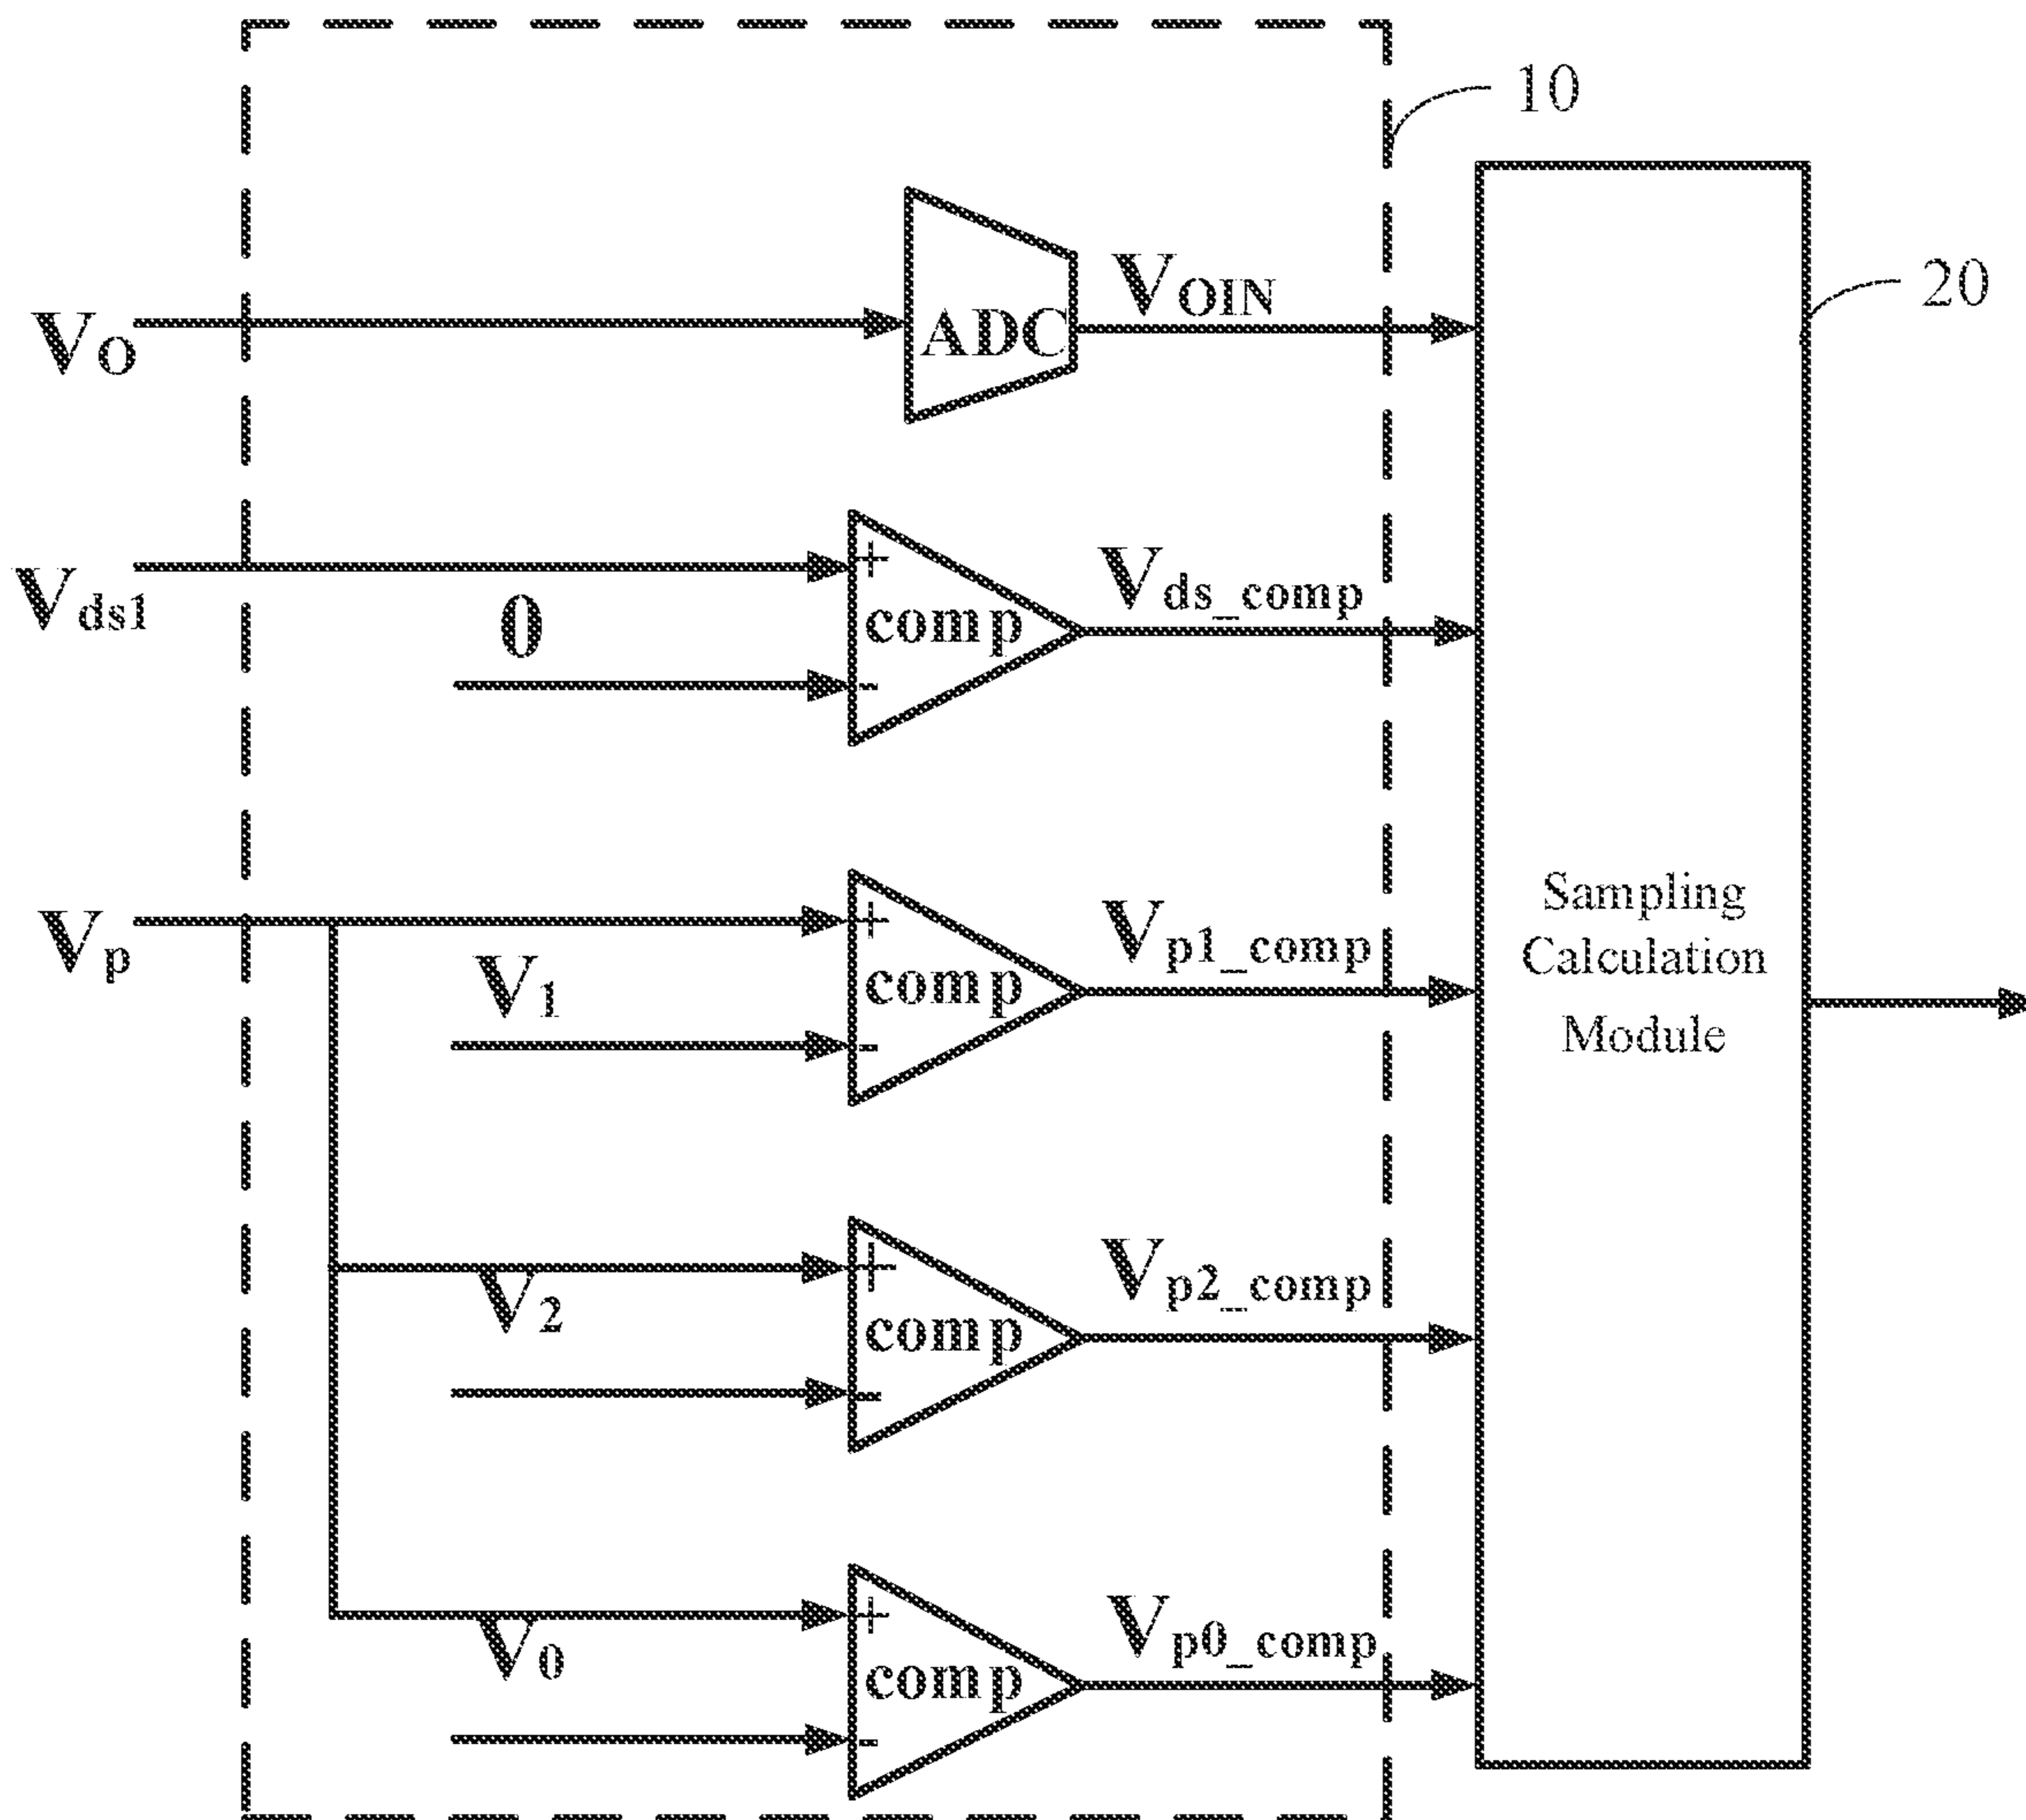 10
20
VO
ADC
VOIN
Vds1
0
+
comp
-
Vds_comp
Vp
V1
+
comp
-
Vp1_comp
Sampling
Calculation
Module
V2
+
comp
-
Vp2_comp
V0
+
comp
-
Vp0_comp